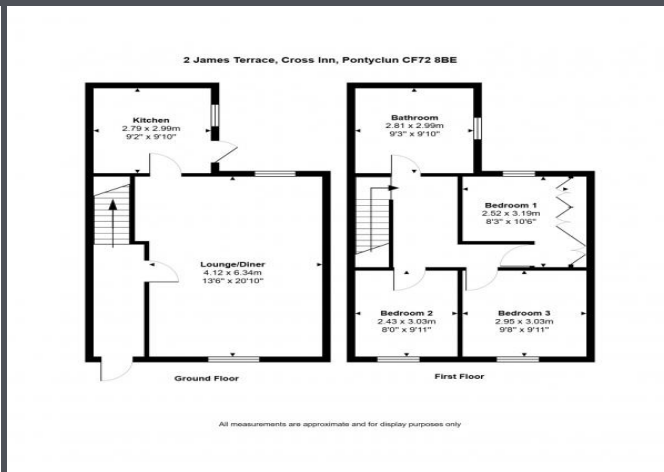 2 James Terrace, Cross Inn, Pontyclun CF72 8BE
Kitchen
2.79 x 2.99m
9'2" x 9'10"
Lounge/Diner
4.12 x 6.34m
13'6" x 20'10"
Ground Floor
Bathroom
2.81 x 2.99m
9'3" x 9'10"
Bedroom 1
2.52 x 3.19m
8'3" x 10'6"
Bedroom 2
2.43 x 3.03m
8'0" x 9'11"
Bedroom 3
2.95 x 3.03m
9'8" x 9'11"
First Floor
All measurements are approximate and for display purposes only